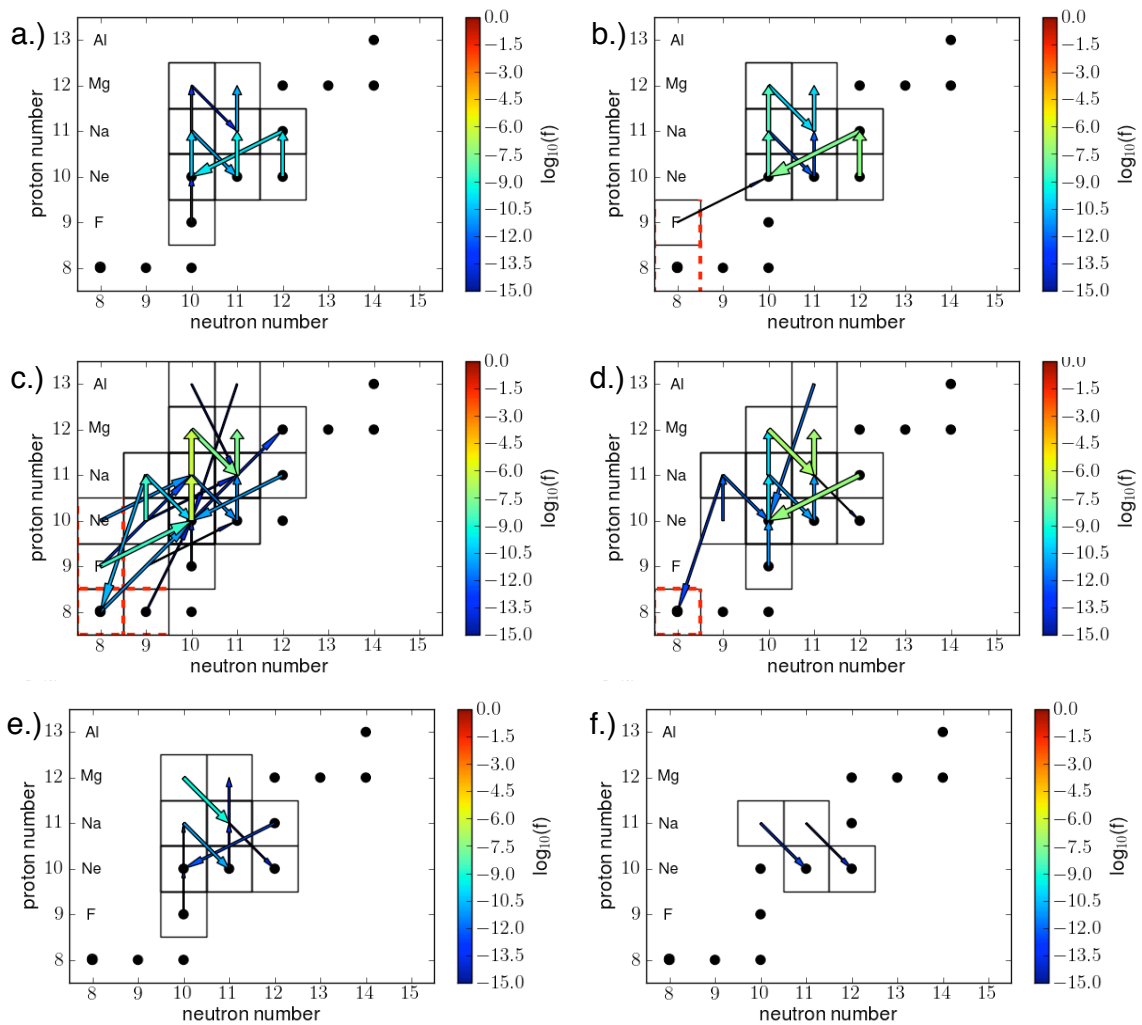 a.)
proton number
13
12
11
10
9
8
Al
Mg
Na
Ne
F
8 9 10 11 12 13 14 15
neutron number
0.0
−1.5
−3.0
−4.5
−6.0
−7.5
−9.0
−10.5
−12.0
−13.5
−15.0
log10(f)
b.)
proton number
13
12
11
10
9
8
Al
Mg
Na
Ne
F
8 9 10 11 12 13 14 15
neutron number
0.0
−1.5
−3.0
−4.5
−6.0
−7.5
−9.0
−10.5
−12.0
−13.5
−15.0
log10(f)
c.)
proton number
13
12
11
10
9
8
Al
Mg
Na
Ne
F
8 9 10 11 12 13 14 15
neutron number
0.0
−1.5
−3.0
−4.5
−6.0
−7.5
−9.0
−10.5
−12.0
−13.5
−15.0
log10(f)
d.)
proton number
13
12
11
10
9
8
Al
Mg
Na
Ne
F
8 9 10 11 12 13 14 15
neutron number
0.0
−1.5
−3.0
−4.5
−6.0
−7.5
−9.0
−10.5
−12.0
−13.5
−15.0
log10(f)
e.)
proton number
13
12
11
10
9
8
Al
Mg
Na
Ne
F
8 9 10 11 12 13 14 15
neutron number
0.0
−1.5
−3.0
−4.5
−6.0
−7.5
−9.0
−10.5
−12.0
−13.5
−15.0
log10(f)
f.)
proton number
13
12
11
10
9
8
Al
Mg
Na
Ne
F
8 9 10 11 12 13 14 15
neutron number
0.0
−1.5
−3.0
−4.5
−6.0
−7.5
−9.0
−10.5
−12.0
−13.5
−15.0
log10(f)